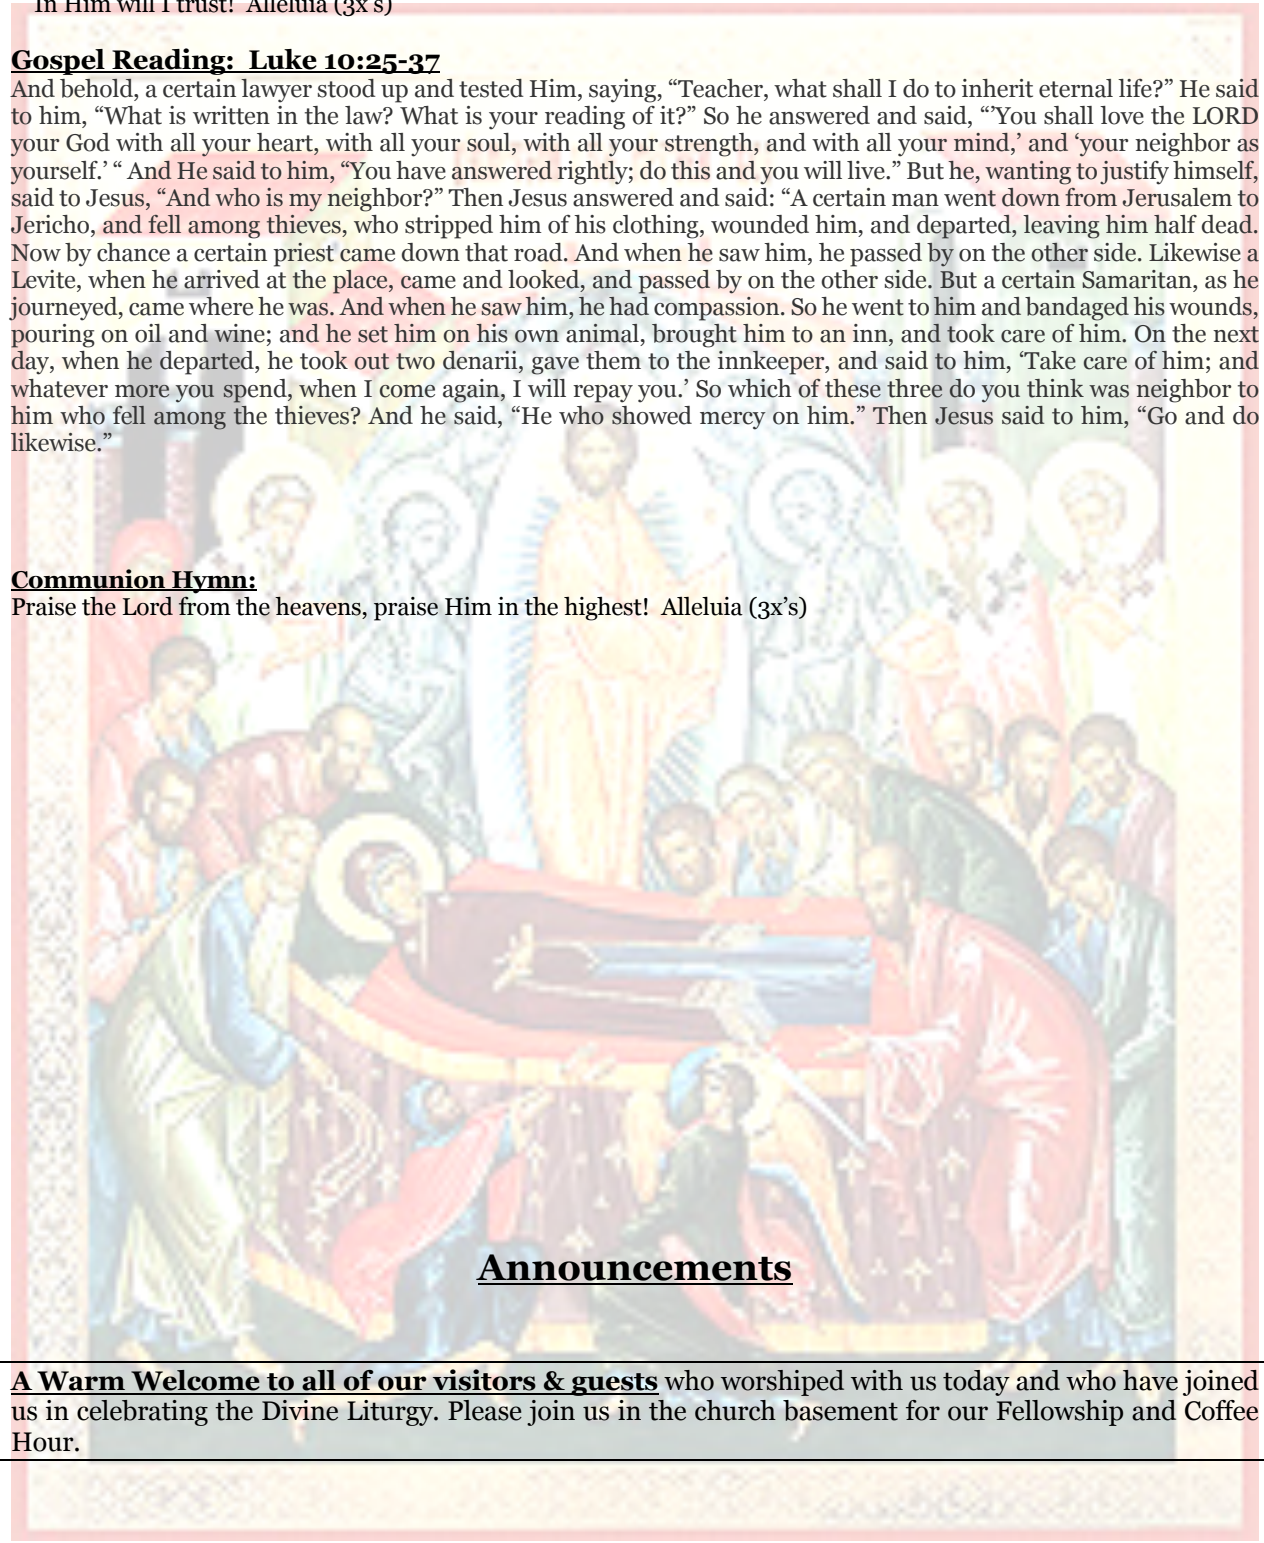 In Him will I trust!  Alleluia (3x's)
Gospel Reading:  Luke 10:25-37
And behold, a certain lawyer stood up and tested Him, saying, “Teacher, what shall I do to inherit eternal life?” He said
to him, “What is written in the law? What is your reading of it?” So he answered and said, “’You shall love the LORD
your God with all your heart, with all your soul, with all your strength, and with all your mind,’ and ‘your neighbor as
yourself.’ “ And He said to him, “You have answered rightly; do this and you will live.” But he, wanting to justify himself,
said to Jesus, “And who is my neighbor?” Then Jesus answered and said: “A certain man went down from Jerusalem to
Jericho, and fell among thieves, who stripped him of his clothing, wounded him, and departed, leaving him half dead.
Now by chance a certain priest came down that road. And when he saw him, he passed by on the other side. Likewise a
Levite, when he arrived at the place, came and looked, and passed by on the other side. But a certain Samaritan, as he
journeyed, came where he was. And when he saw him, he had compassion. So he went to him and bandaged his wounds,
pouring on oil and wine; and he set him on his own animal, brought him to an inn, and took care of him. On the next
day, when he departed, he took out two denarii, gave them to the innkeeper, and said to him, ‘Take care of him; and
whatever more you spend, when I come again, I will repay you.’ So which of these three do you think was neighbor to
him who fell among the thieves? And he said, “He who showed mercy on him.” Then Jesus said to him, “Go and do
likewise.”
Communion Hymn:
Praise the Lord from the heavens, praise Him in the highest!  Alleluia (3x’s)
Announcements
A Warm Welcome to all of our visitors & guests who worshiped with us today and who have joined
us in celebrating the Divine Liturgy. Please join us in the church basement for our Fellowship and Coffee
Hour.